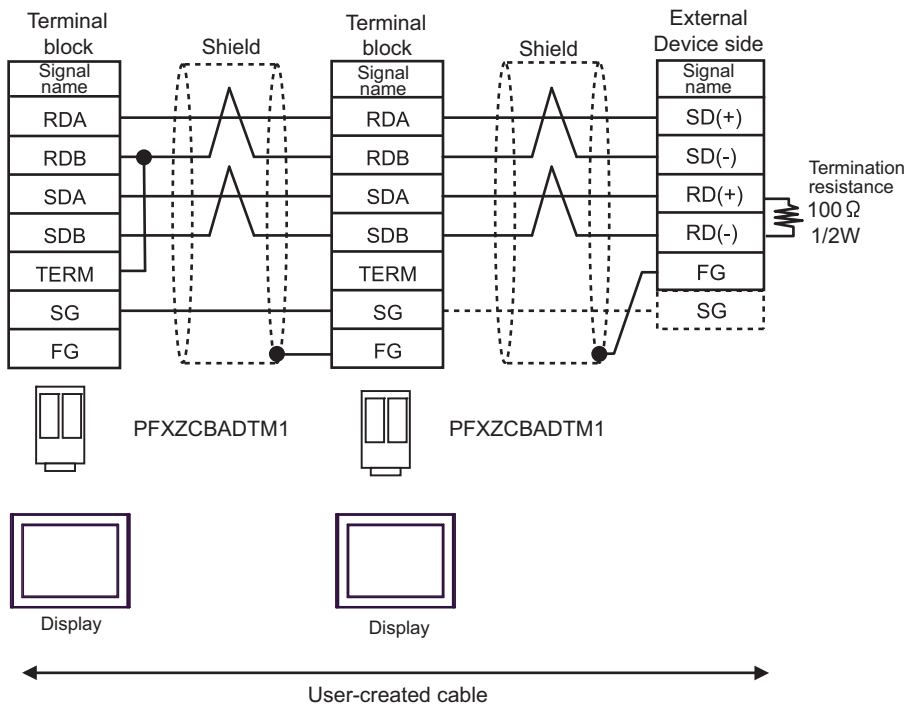 Terminal
block
Shield
Terminal
block
Shield
External
Device side
Signal
name
RDA
RDB
SDA
SDB
TERM
SG
FG
Signal
name
RDA
RDB
SDA
SDB
TERM
SG
FG
Signal
name
SD(+)
SD(-)
RD(+)
RD(-)
FG
SG
Termination
resistance
100 Ω
1/2W
PFXZCBADTM1
PFXZCBADTM1
Display
Display
User-created cable